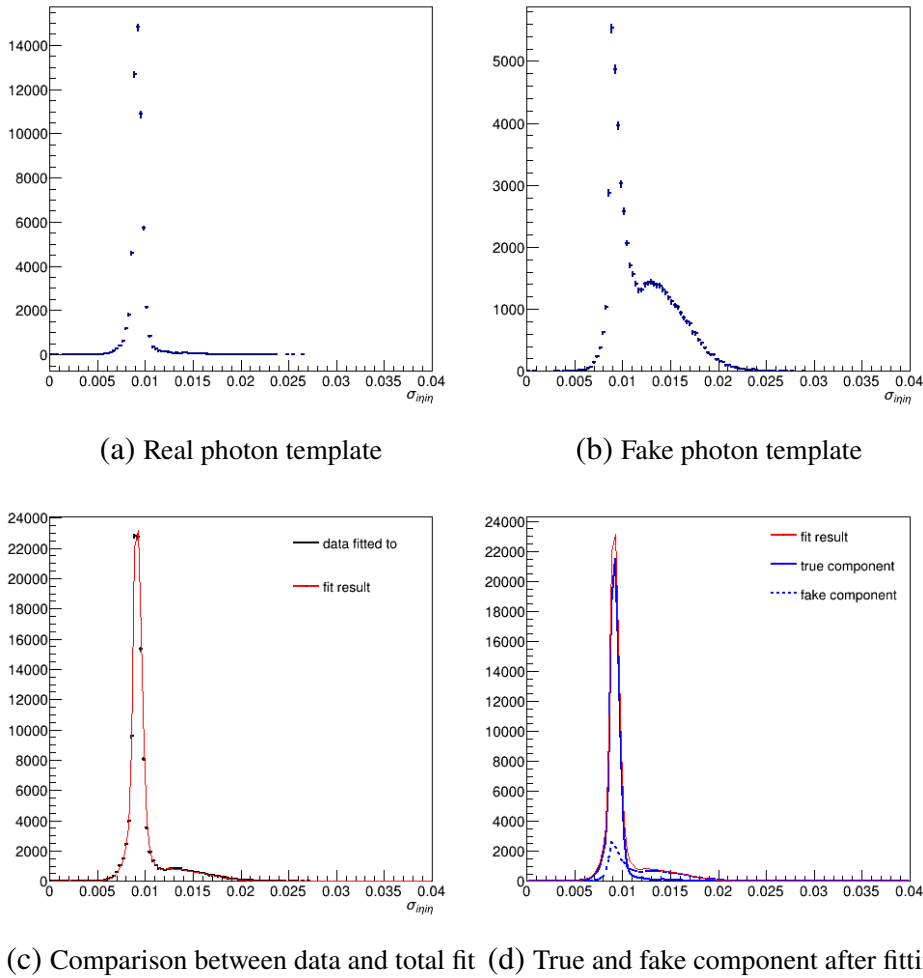 14000
12000
10000
8000
6000
4000
2000
0
0 0.005 0.01 0.015 0.02 0.025 0.03 0.035 0.04
σiηiη
5000
4000
3000
2000
1000
0
0 0.005 0.01 0.015 0.02 0.025 0.03 0.035 0.04
σiηiη
(a) Real photon template
(b) Fake photon template
24000
22000
20000
18000
16000
14000
12000
10000
8000
6000
4000
2000
0
0 0.005 0.01 0.015 0.02 0.025 0.03 0.035 0.04
σiηiη
data fitted to
fit result
24000
22000
20000
18000
16000
14000
12000
10000
8000
6000
4000
2000
0
0 0.005 0.01 0.015 0.02 0.025 0.03 0.035 0.04
fit result
true component
fake component
(c) Comparison between data and total fit
(d) True and fake component after fitti